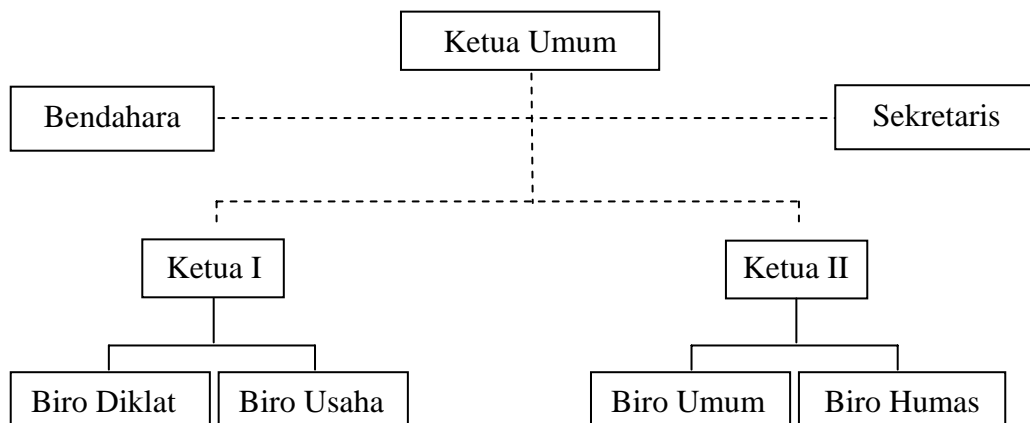 Ketua Umum
Bendahara
Sekretaris
Ketua I
Ketua II
Biro Diklat
Biro Usaha
Biro Umum
Biro Humas